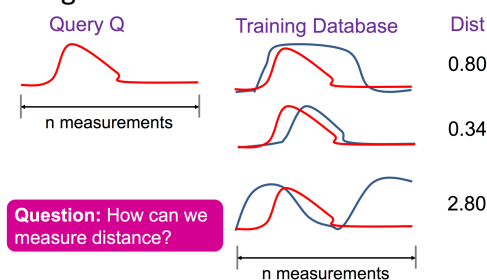 Query Q
Training Database
Dist
0.80
n measurements
0.34
2.80
Question: How can we
measure distance?
n measurements